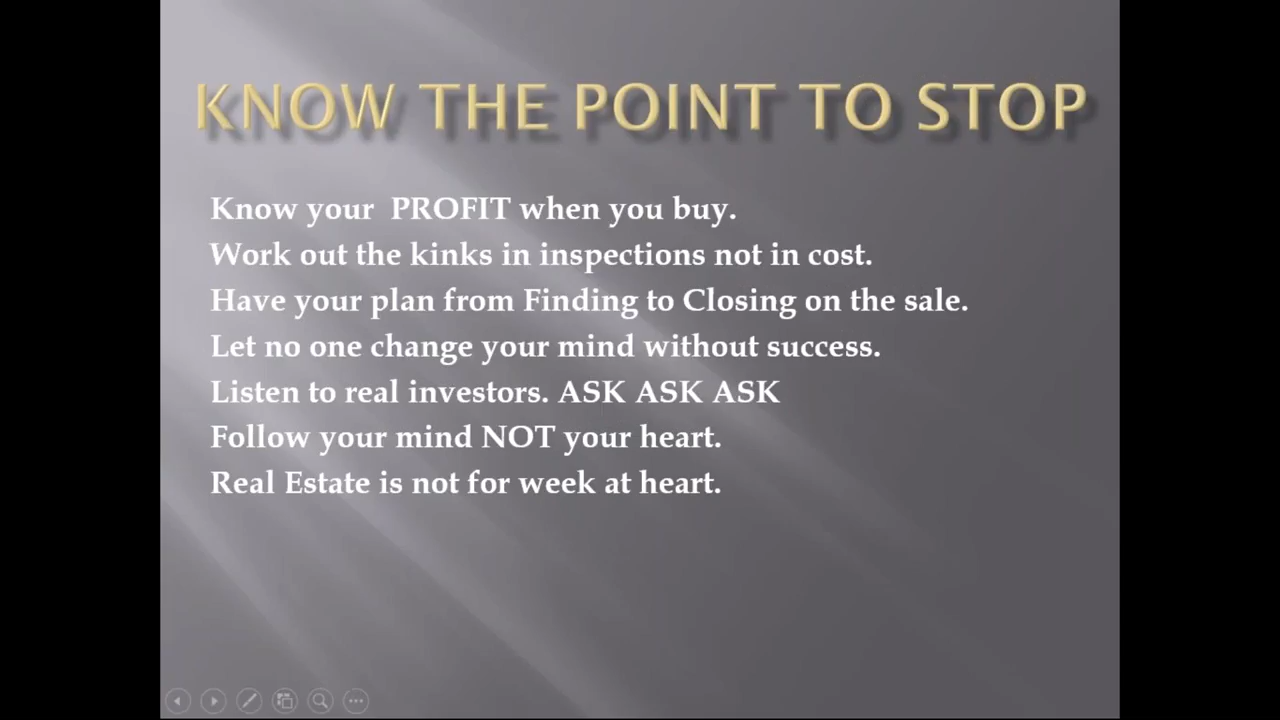 KNOW THE POINT TO STOP
Know your  PROFIT when you buy.
Work out the kinks in inspections not in cost.
Have your plan from Finding to Closing on the sale.
Let no one change your mind without success.
Listen to real investors. ASK ASK ASK
Follow your mind NOT your heart.
Real Estate is not for week at heart.